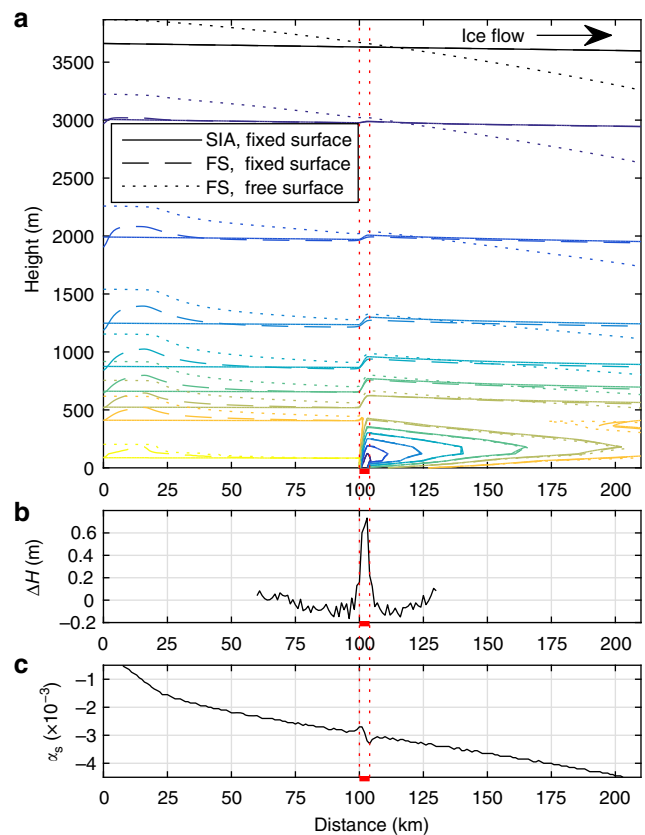 a
Ice flow
SIA, fixed surface
FS, fixed surface
FS, free surface
Height (m)
3500
3000
2500
2000
1500
1000
500
0
0 25 50 75 100 125 150 175 200
b
ΔH (m)
0.6
0.4
0.2
0
−0.2
0 25 50 75 100 125 150 175 200
c
αs (×10−3)
−1
−2
−3
−4
0 25 50 75 100 125 150 175 200
Distance (km)